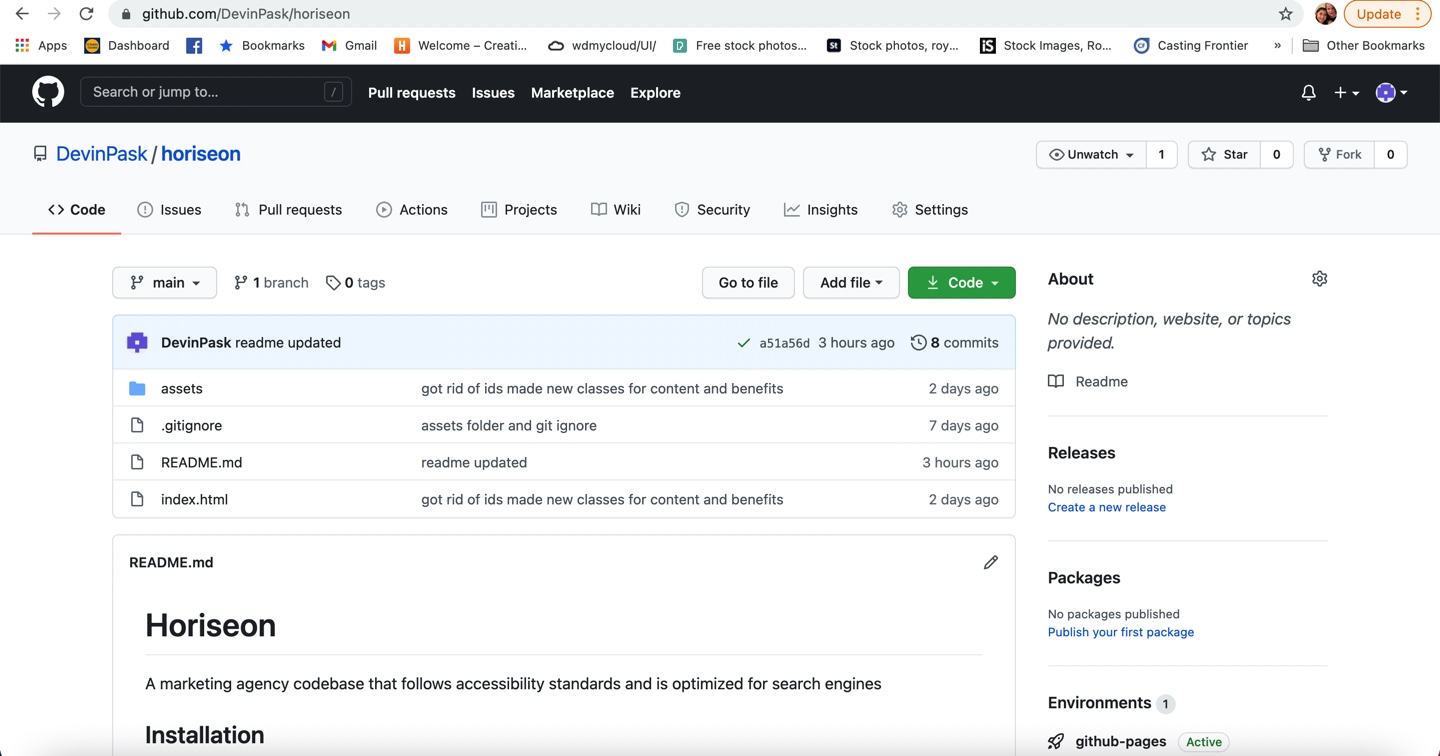 github.com/DevinPask/horiseon
Update
Apps Dashboard Bookmarks Gmail Welcome – Creati... wdmycloud/UI/ Free stock photos... Stock photos, roy... Stock Images, Ro... Casting Frontier » Other Bookmarks
Search or jump to... / Pull requests Issues Marketplace Explore
DevinPask / horiseon
Unwatch 1 Star 0 Fork 0
Code Issues Pull requests Actions Projects Wiki Security Insights Settings
main 1 branch 0 tags Go to file Add file Code
DevinPask readme updated a51a56d 3 hours ago 8 commits
assets got rid of ids made new classes for content and benefits 2 days ago
.gitignore assets folder and git ignore 7 days ago
README.md readme updated 3 hours ago
index.html got rid of ids made new classes for content and benefits 2 days ago
README.md
Horiseon
A marketing agency codebase that follows accessibility standards and is optimized for search engines
Installation
About
No description, website, or topics
provided.
Readme
Releases
No releases published
Create a new release
Packages
No packages published
Publish your first package
Environments 1
github-pages Active